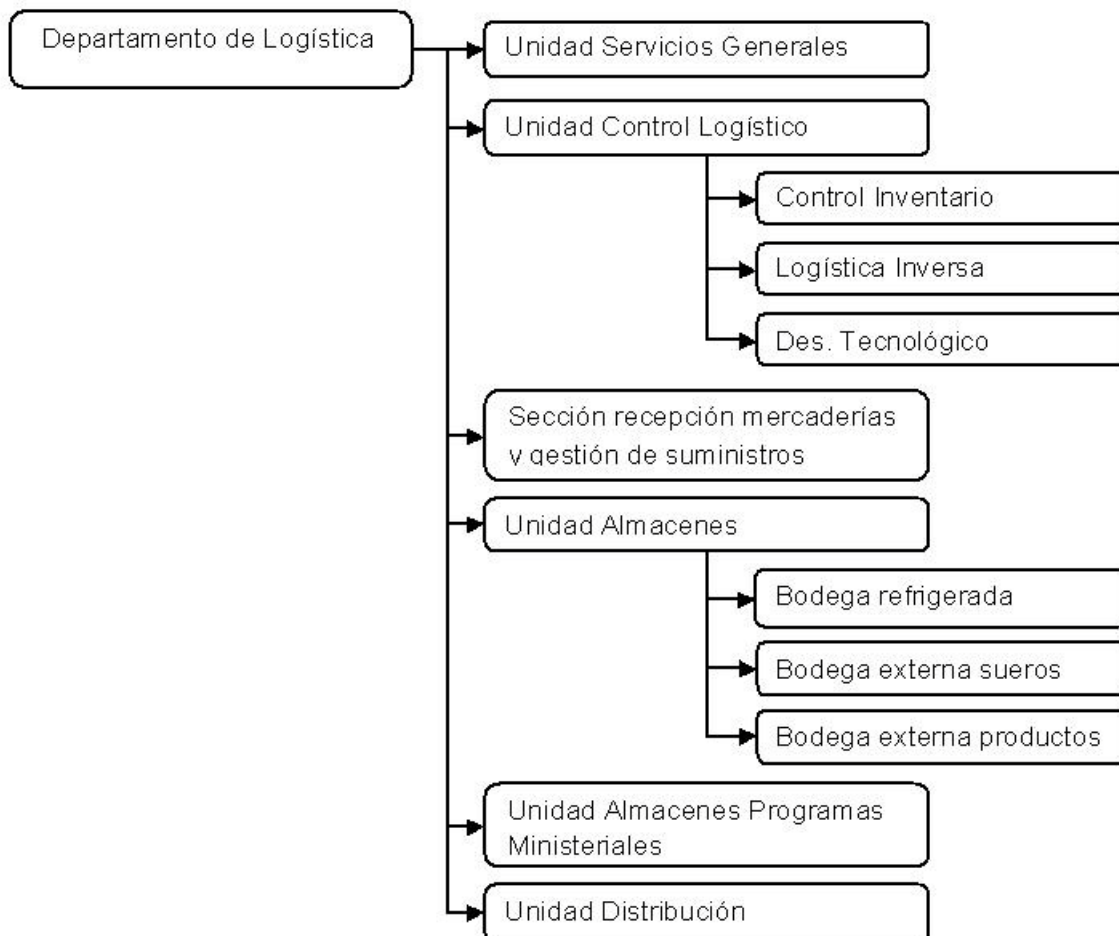 Departamento de Logística
Unidad Servicios Generales
Unidad Control Logístico
Control Inventario
Logística Inversa
Des. Tecnológico
Sección recepción mercaderías
y gestión de suministros
Unidad Almacenes
Bodega refrigerada
Bodega externa sueros
Bodega externa productos
Unidad Almacenes Programas
Ministeriales
Unidad Distribución